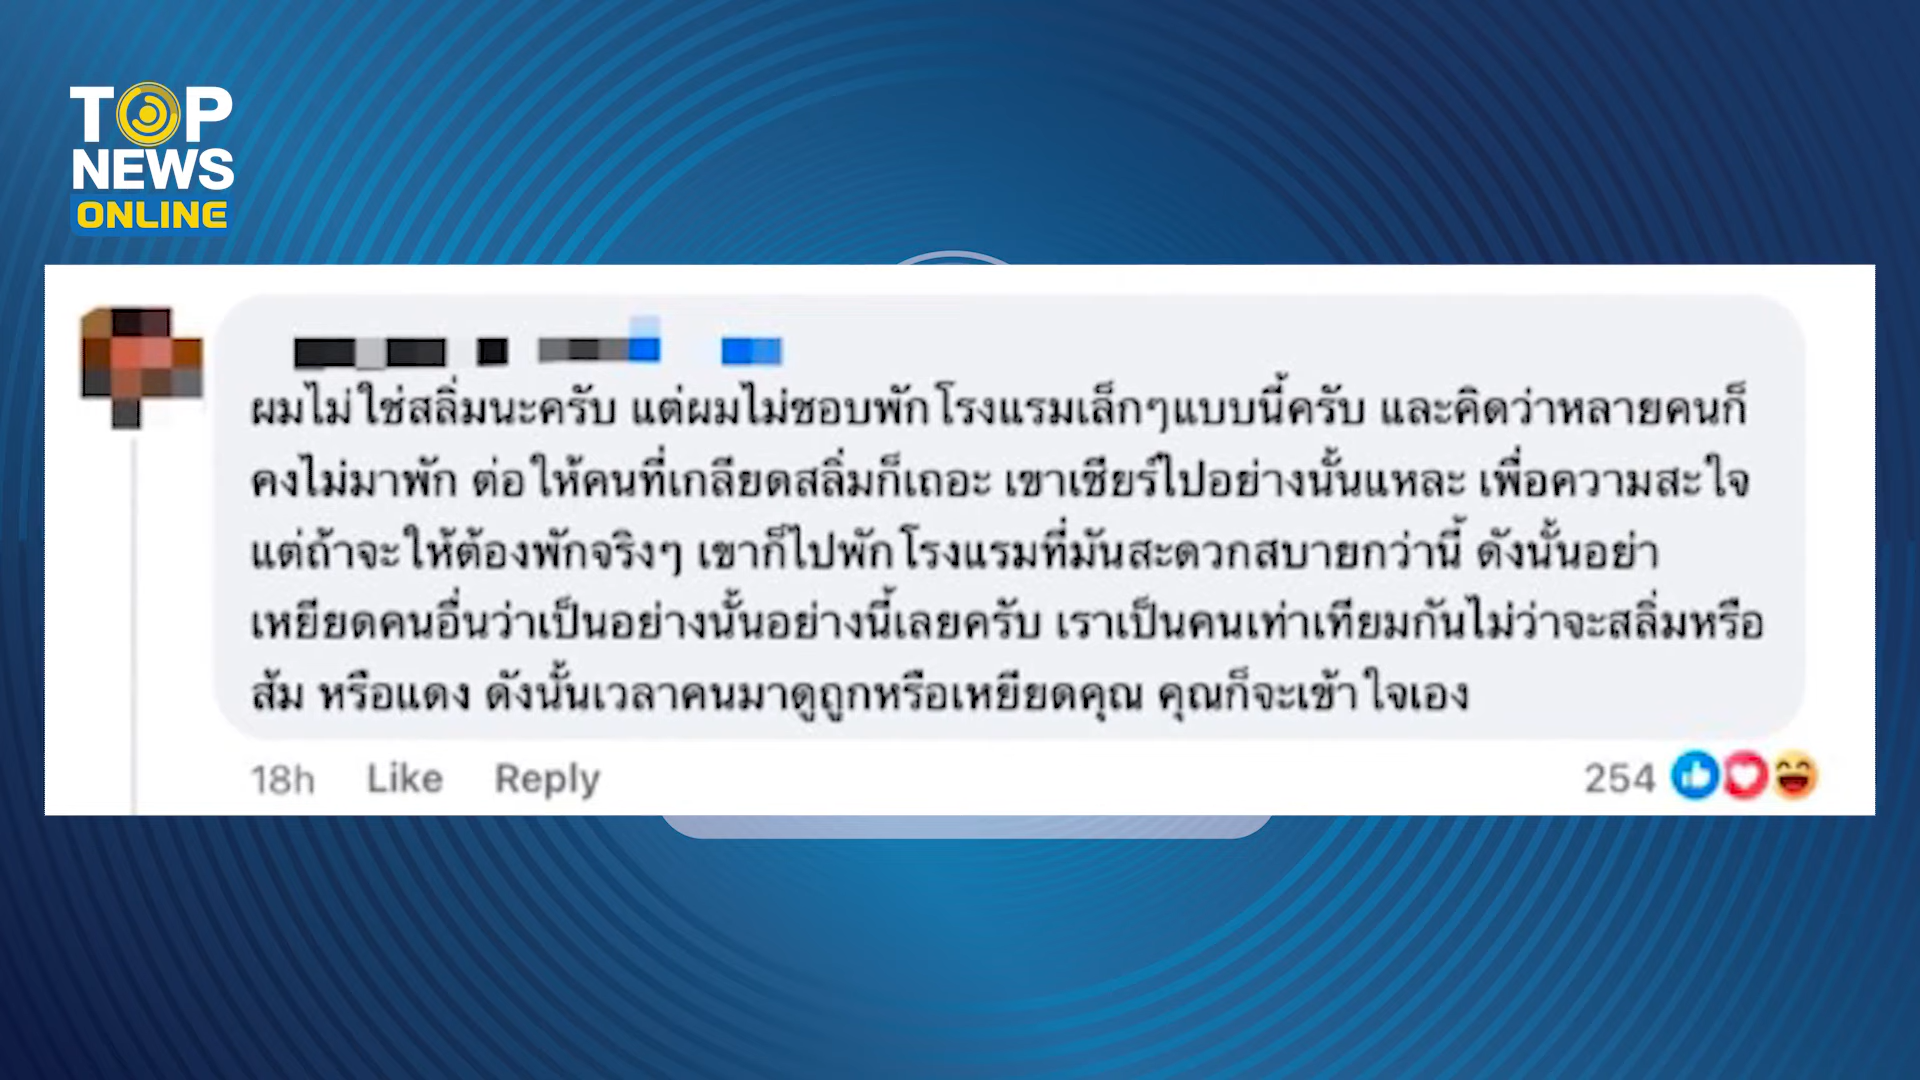 TOP
NEWS
ONLINE
ผมไม่ใช่สลิ่มนะครับ แต่ผมไม่ชอบพักโรงแรมเล็กๆแบบนี้ครับ และคิดว่าหลายคนก็
คงไม่มาพัก ต่อให้คนที่เกลียดสลิ่มก็เถอะ เขาเชียร์ไปอย่างนั้นแหละ เพื่อความสะใจ
แต่ถ้าจะให้ต้องพักจริงๆ เขาก็ไปพักโรงแรมที่มันสะดวกสบายกว่านี้ ดังนั้นอย่า
เหยียดคนอื่นว่าเป็นอย่างนั้นอย่างนี้เลยครับ เราเป็นคนเท่าเทียมกันไม่ว่าจะสลิ่มหรือ
ส้ม หรือแดง ดังนั้นเวลาคนมาดูถูกหรือเหยียดคุณ คุณก็จะเข้าใจเอง
18h Like Reply 254